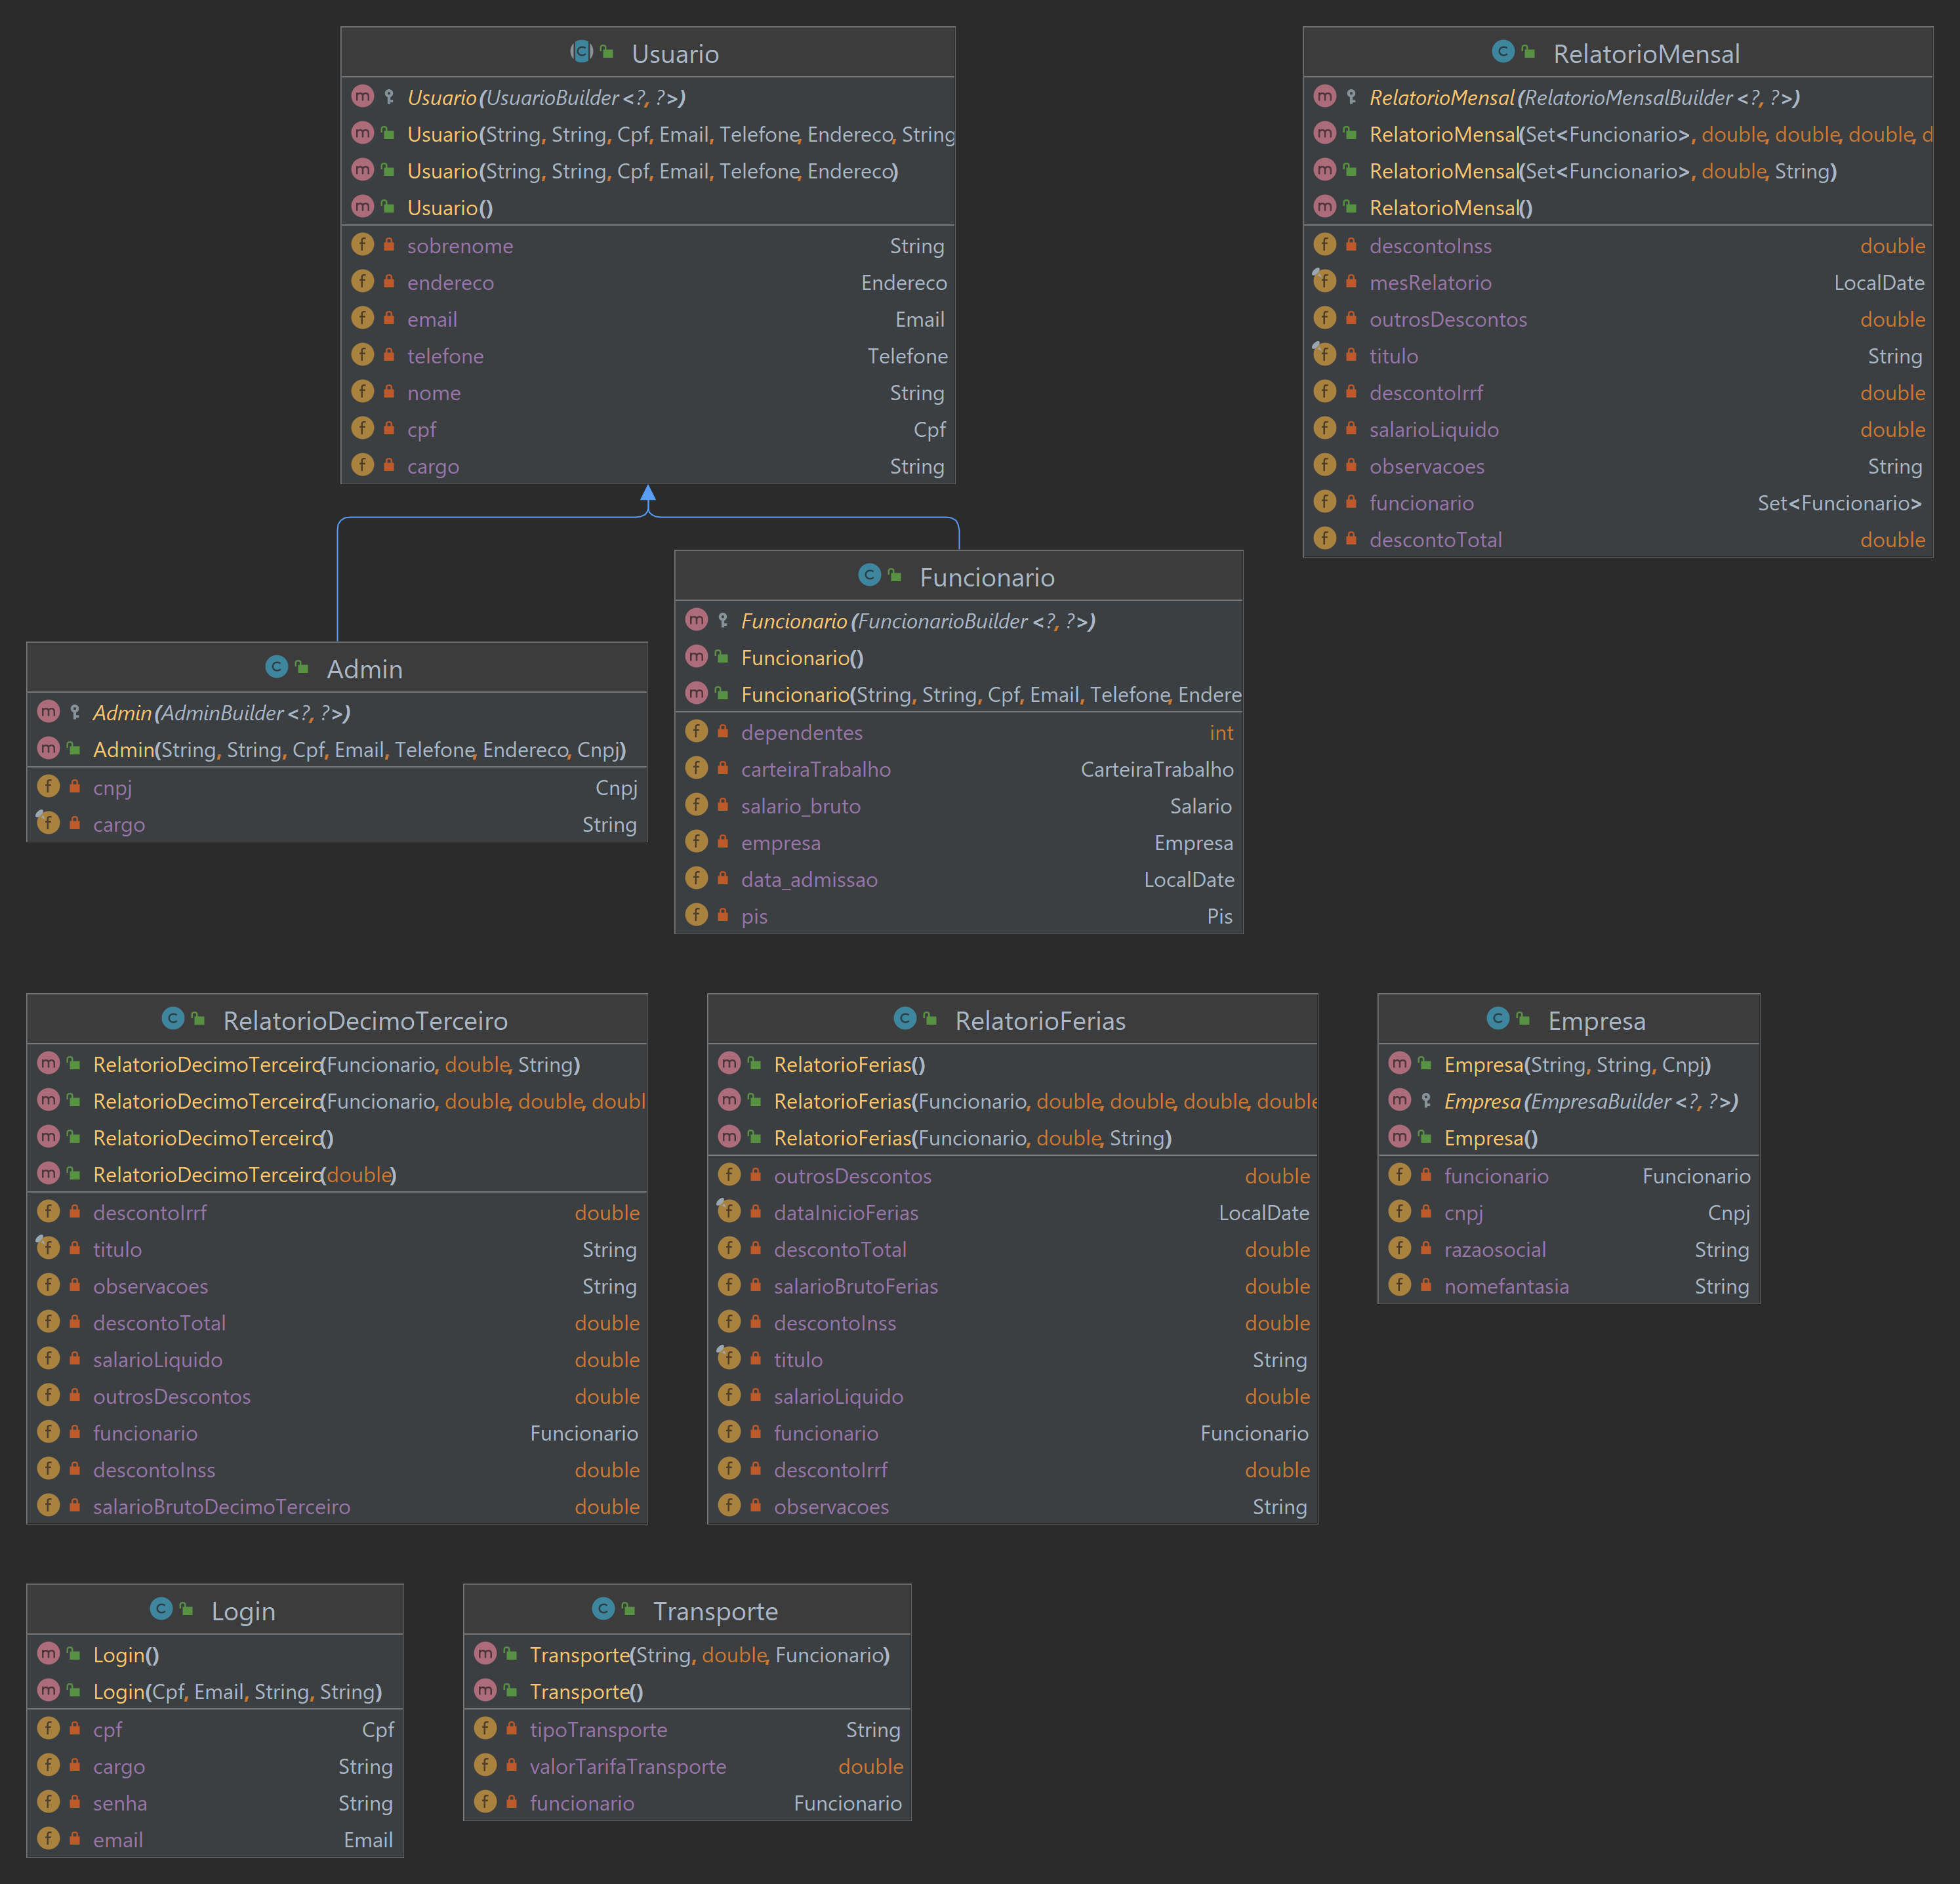 Usuario
Usuario(UsuarioBuilder<?, ?>)
Usuario(String, String, Cpf, Email, Telefone, Endereco, String
Usuario(String, String, Cpf, Email, Telefone, Endereco)
Usuario()
sobrenome String
endereco Endereco
email Email
telefone Telefone
nome String
cpf Cpf
cargo String
RelatorioMensal
RelatorioMensal(RelatorioMensalBuilder<?, ?>)
RelatorioMensal(Set<Funcionario>, double, double, double, d
RelatorioMensal(Set<Funcionario>, double, String)
RelatorioMensal()
descontoInss double
mesRelatorio LocalDate
outrosDescontos double
titulo String
descontoIrrf double
salarioLiquido double
observacoes String
funcionario Set<Funcionario>
descontoTotal double
Admin
Admin(AdminBuilder<?, ?>)
Admin(String, String, Cpf, Email, Telefone, Endereco, Cnpj)
cnpj Cnpj
cargo String
Funcionario
Funcionario(FuncionarioBuilder<?, ?>)
Funcionario()
Funcionario(String, String, Cpf, Email, Telefone, Endere
dependentes int
carteiraTrabalho CarteiraTrabalho
salario_bruto Salario
empresa Empresa
data_admissao LocalDate
pis Pis
RelatorioDecimoTerceiro
RelatorioDecimoTerceiro(Funcionario, double, String)
RelatorioDecimoTerceiro(Funcionario, double, double, doubl
RelatorioDecimoTerceiro()
RelatorioDecimoTerceiro(double)
descontoIrrf double
titulo String
observacoes String
descontoTotal double
salarioLiquido double
outrosDescontos double
funcionario Funcionario
descontoInss double
salarioBrutoDecimoTerceiro double
RelatorioFerias
RelatorioFerias()
RelatorioFerias(Funcionario, double, double, double, double
RelatorioFerias(Funcionario, double, String)
outrosDescontos double
dataInicioFerias LocalDate
descontoTotal double
salarioBrutoFerias double
descontoInss double
titulo String
salarioLiquido double
funcionario Funcionario
descontoIrrf double
observacoes String
Empresa
Empresa(String, String, Cnpj)
Empresa(EmpresaBuilder<?, ?>)
Empresa()
funcionario Funcionario
cnpj Cnpj
razaosocial String
nomefantasia String
Login
Login()
Login(Cpf, Email, String, String)
cpf Cpf
cargo String
senha String
email Email
Transporte
Transporte(String, double, Funcionario)
Transporte()
tipoTransporte String
valorTarifaTransporte double
funcionario Funcionario